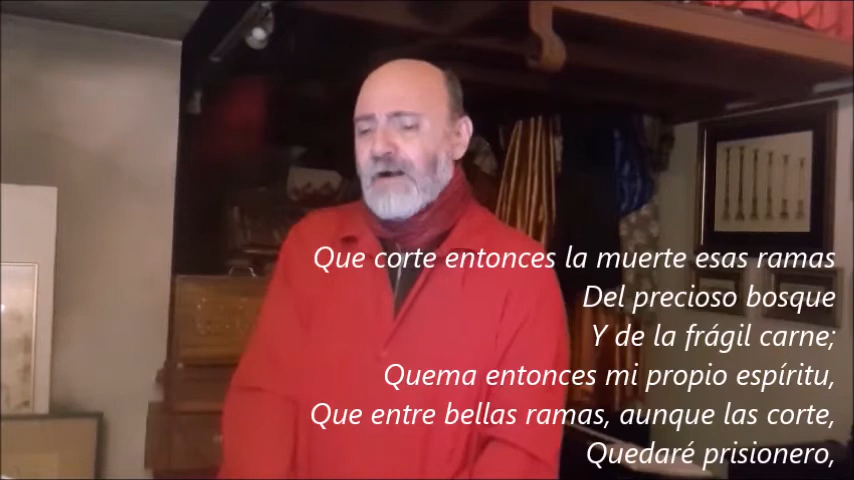 Que corte entonces la muerte esas ramas
Del precioso bosque
Y de la frágil carne;
Quema entonces mi propio espíritu,
Que entre bellas ramas, aunque las corte,
Quedaré prisionero,